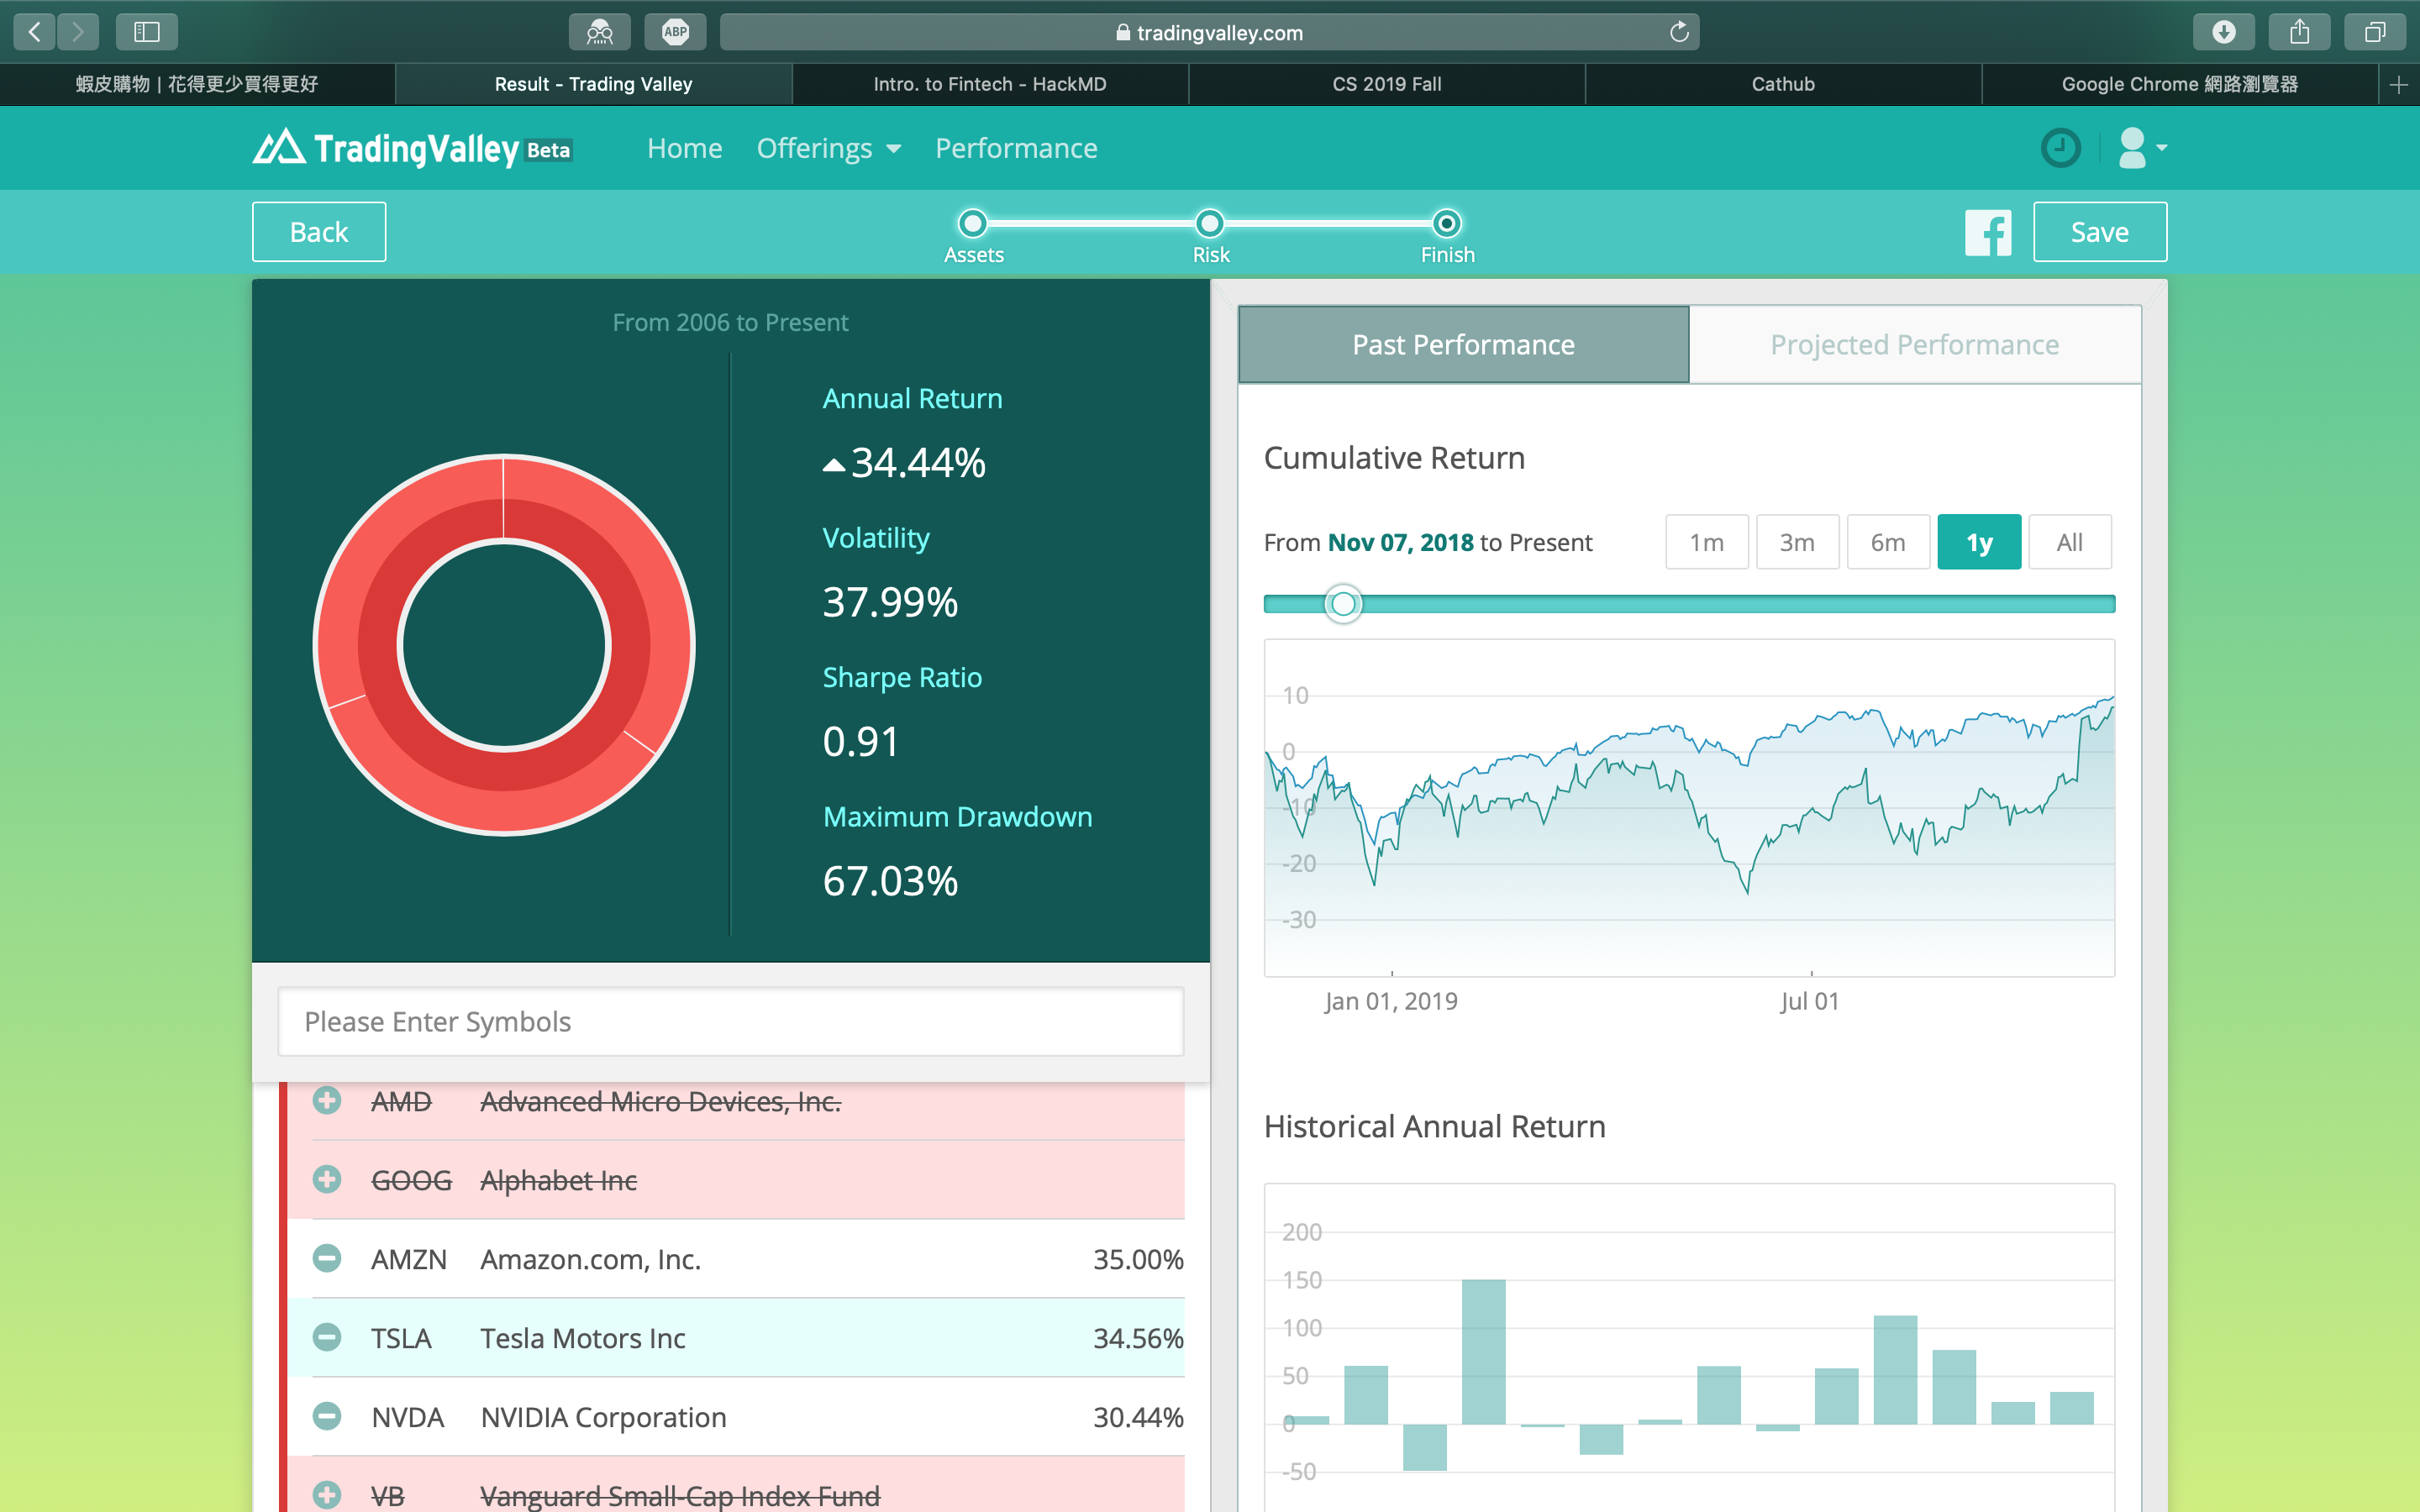 ABP
tradingvalley.com
蝦皮購物 | 花得更少買得更好
Result - Trading Valley
Intro. to Fintech - HackMD
CS 2019 Fall
Cathub
Google Chrome 網路瀏覽器
TradingValley Beta
Home
Offerings
Performance
Back
Assets
Risk
Finish
Save
From 2006 to Present
Annual Return
34.44%
Volatility
37.99%
Sharpe Ratio
0.91
Maximum Drawdown
67.03%
Please Enter Symbols
AMD Advanced Micro Devices, Inc.
GOOG Alphabet Inc
AMZN Amazon.com, Inc. 35.00%
TSLA Tesla Motors Inc 34.56%
NVDA NVIDIA Corporation 30.44%
VB Vanguard Small-Cap Index Fund
Past Performance
Projected Performance
Cumulative Return
From Nov 07, 2018 to Present
1m
3m
6m
1y
All
10
0
-10
-20
-30
Jan 01, 2019
Jul 01
Historical Annual Return
200
150
100
50
0
-50